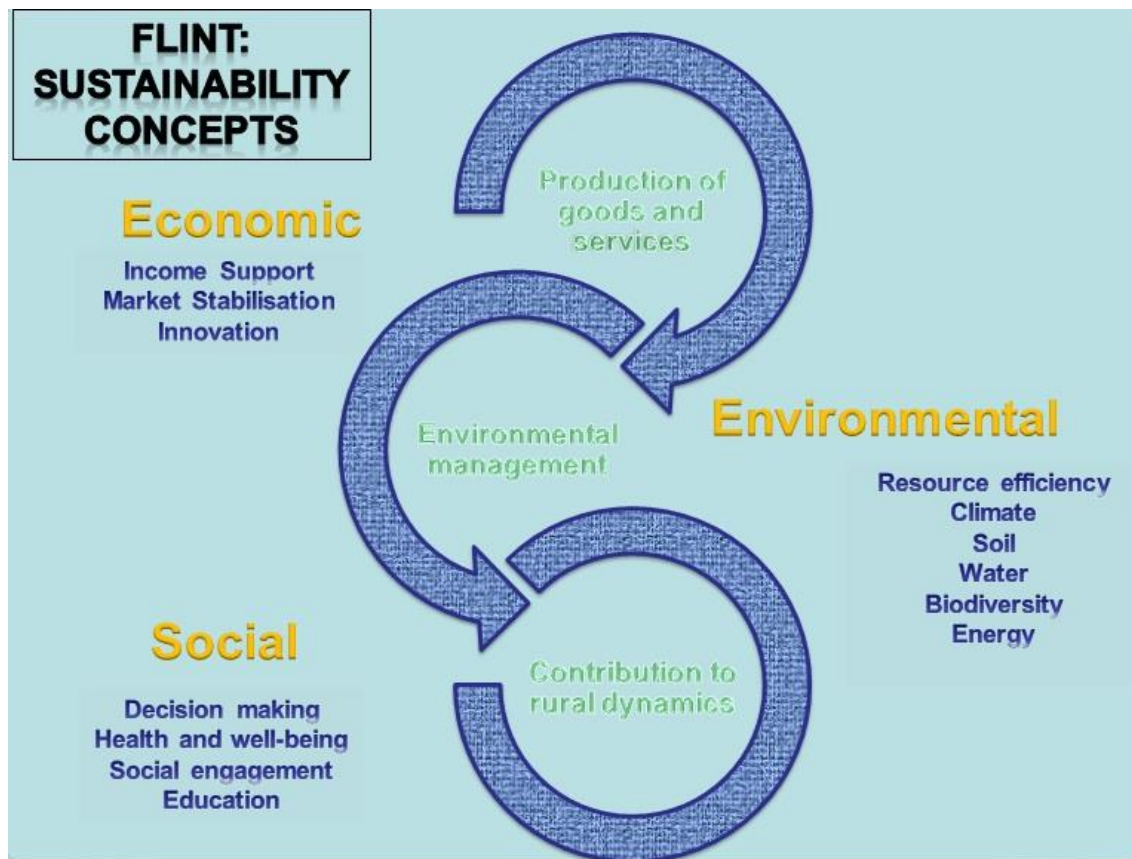 FLINT:
SUSTAINABILITY
CONCEPTS
Production of
goods and
services
Economic
Income Support
Market Stabilisation
Innovation
Environmental
management
Environmental
Resource efficiency
Climate
Soil
Water
Biodiversity
Energy
Social
Decision making
Health and well-being
Social engagement
Education
Contribution to
rural dynamics